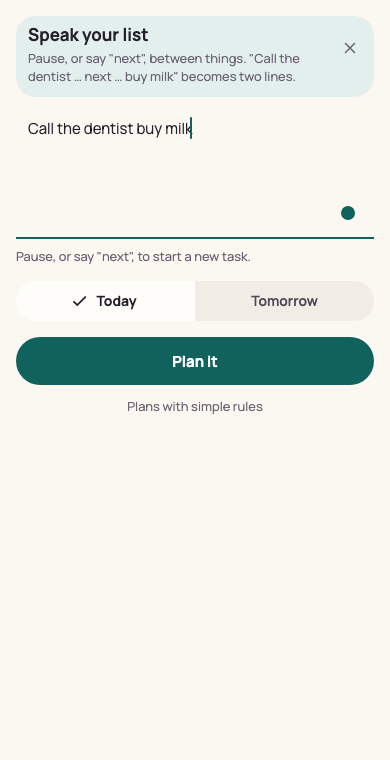 Speak your list
Pause, or say "next", between things. "Call the
dentist … next … buy milk" becomes two lines.
Call the dentist buy milk
Pause, or say "next", to start a new task.
Today
Tomorrow
Plan it
Plans with simple rules